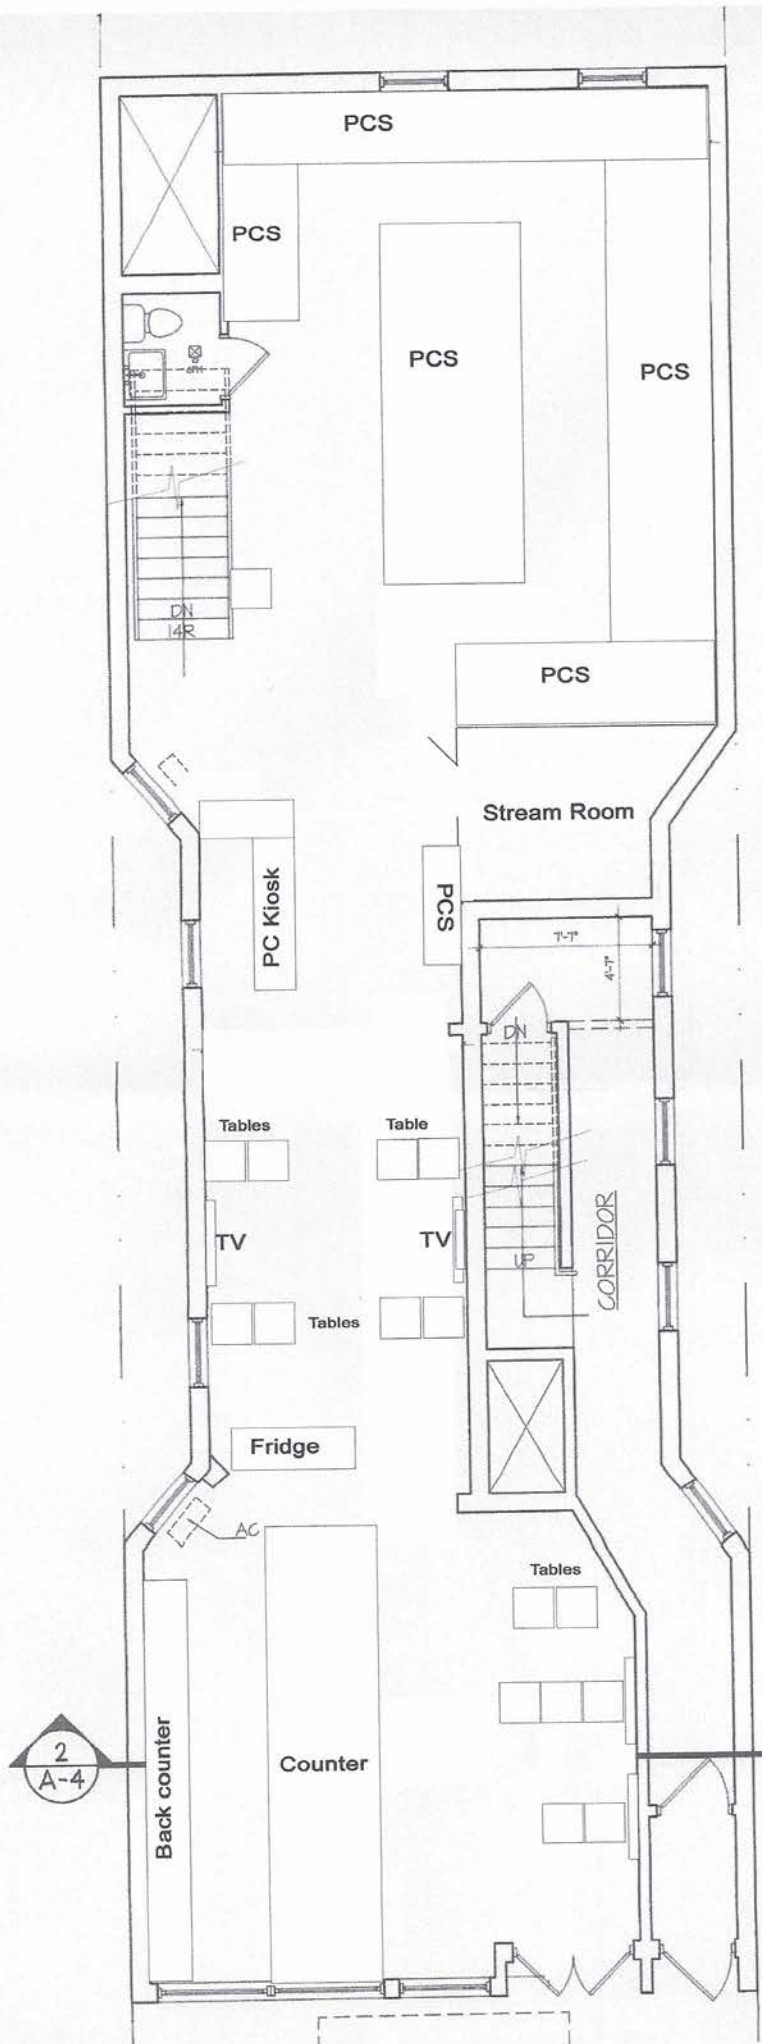 PCS
PCS
PCS
PCS
DN
14R
PCS
Stream Room
PC Kiosk
PCS
7'-7"
4'-7"
DN
Tables
Table
TV
TV
UP
CORRIDOR
Tables
Fridge
AC
Tables
2
A-4
Back counter
Counter